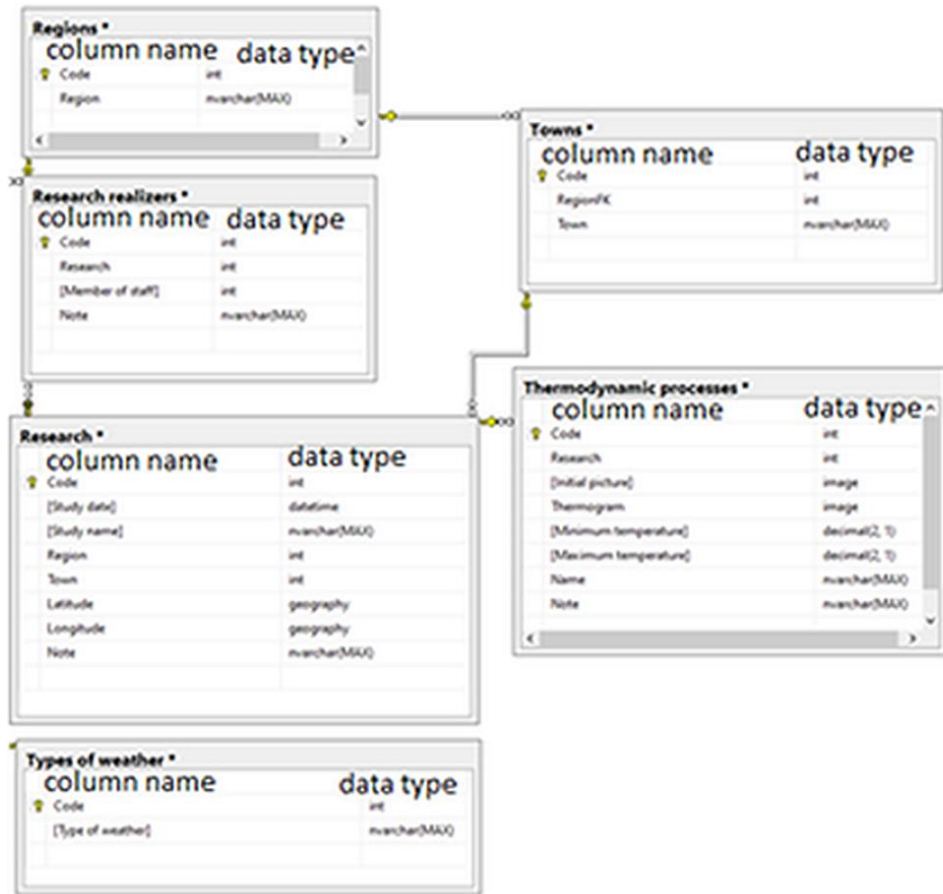 Regions *
column name data type
Code int
Region nvarchar(MAX)
Towns *
column name data type
Code int
RegionFK int
Town nvarchar(MAX)
Research realizers *
column name data type
Code int
Research int
[Member of staff] int
Note nvarchar(MAX)
Thermodynamic processes *
column name data type
Code int
Research int
[Initial picture] image
Thermogram image
[Minimum temperature] decimal(2, 1)
[Maximum temperature] decimal(2, 1)
Name nvarchar(MAX)
Note nvarchar(MAX)
Research *
column name data type
Code int
[Study date] datetime
[Study name] nvarchar(MAX)
Region int
Town int
Latitude geography
Longitude geography
Note nvarchar(MAX)
Types of weather *
column name data type
Code int
[Type of weather] nvarchar(MAX)